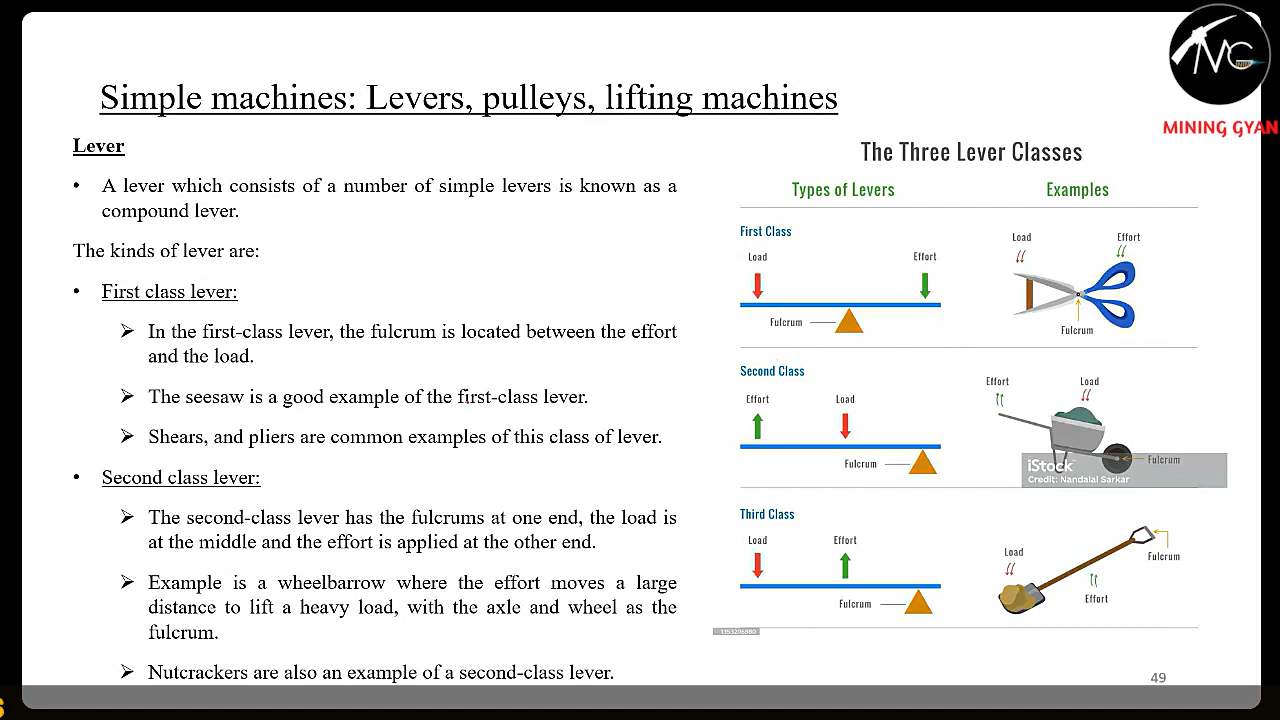 MINING GYAN
Simple machines: Levers, pulleys, lifting machines
Lever
• A lever which consists of a number of simple levers is known as a
compound lever.
The kinds of lever are:
• First class lever:
➢ In the first-class lever, the fulcrum is located between the effort
and the load.
➢ The seesaw is a good example of the first-class lever.
➢ Shears, and pliers are common examples of this class of lever.
• Second class lever:
➢ The second-class lever has the fulcrums at one end, the load is
at the middle and the effort is applied at the other end.
➢ Example is a wheelbarrow where the effort moves a large
distance to lift a heavy load, with the axle and wheel as the
fulcrum.
➢ Nutcrackers are also an example of a second-class lever.
The Three Lever Classes
Types of Levers Examples
First Class
Load Effort
Fulcrum
Load Effort
Fulcrum
Second Class
Effort Load
Fulcrum
Effort Load
Fulcrum
iStock
Credit: Nandalal Sarkar
Third Class
Load Effort
Fulcrum
Load
Effort
Fulcrum
49